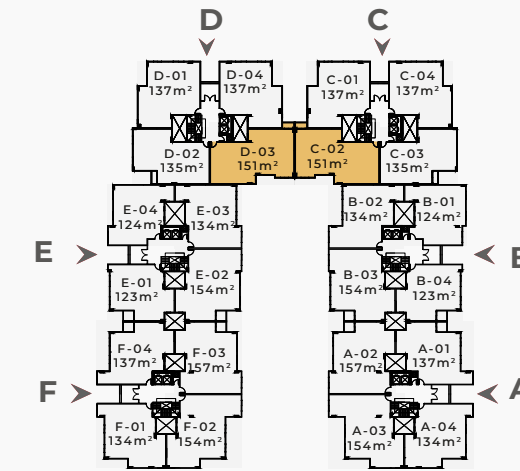 D
C
D-01
137m²
D-04
137m²
C-01
137m²
C-04
137m²
D-02
135m²
D-03
151m²
C-02
151m²
C-03
135m²
E-04
124m²
E-03
134m²
B-02
134m²
B-01
124m²
E
E-01
123m²
E-02
154m²
B-03
154m²
B-04
123m²
F-04
137m²
F-03
157m²
A-02
157m²
A-01
137m²
F
A
F-01
134m²
F-02
154m²
A-03
154m²
A-04
134m²